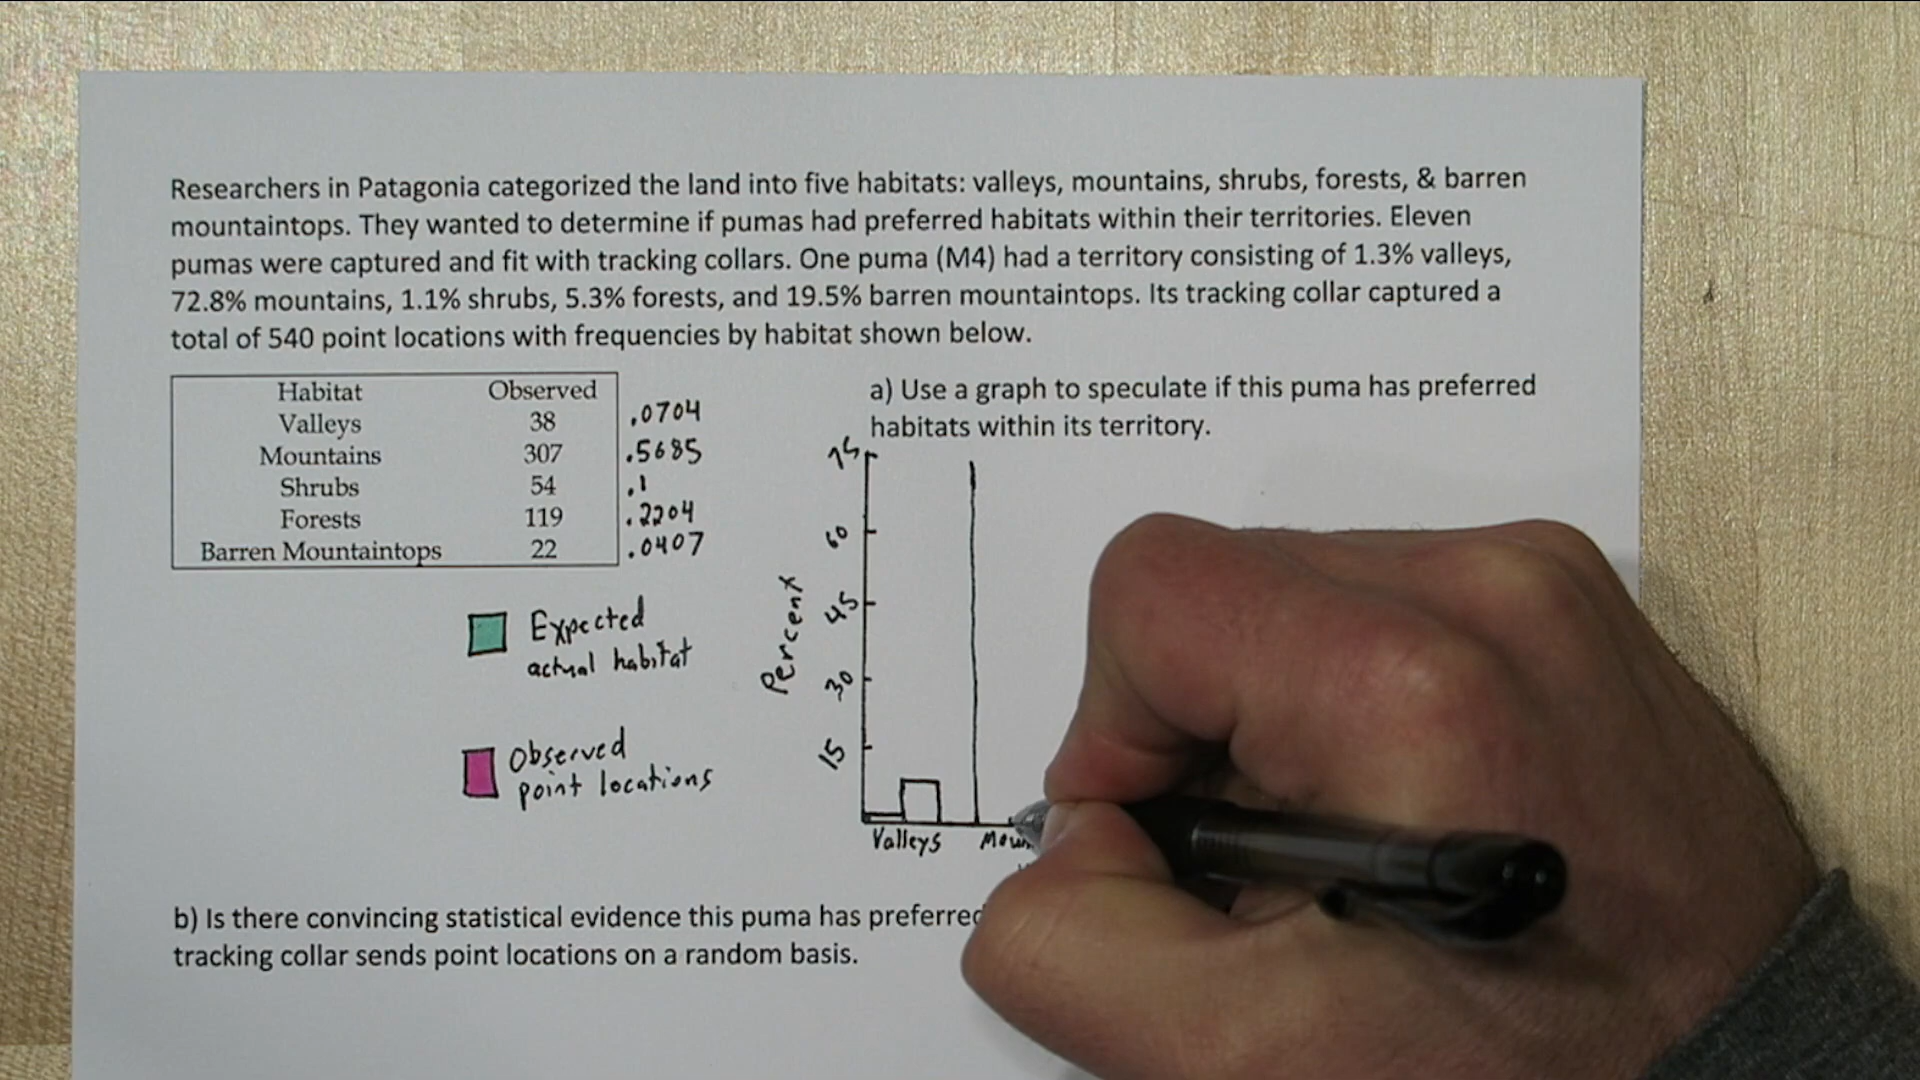 Researchers in Patagonia categorized the land into five habitats: valleys, mountains, shrubs, forests, & barren
mountaintops. They wanted to determine if pumas had preferred habitats within their territories. Eleven
pumas were captured and fit with tracking collars. One puma (M4) had a territory consisting of 1.3% valleys,
72.8% mountains, 1.1% shrubs, 5.3% forests, and 19.5% barren mountaintops. Its tracking collar captured a
total of 540 point locations with frequencies by habitat shown below.
Habitat Observed
Valleys 38 .0704
Mountains 307 .5685
Shrubs 54 .1
Forests 119 .2204
Barren Mountaintops 22 .0407
Expected
actual habitat
Observed
point locations
a) Use a graph to speculate if this puma has preferred
habitats within its territory.
75
60
45
30
15
Percent
Valleys Moun
b) Is there convincing statistical evidence this puma has preferred
tracking collar sends point locations on a random basis.